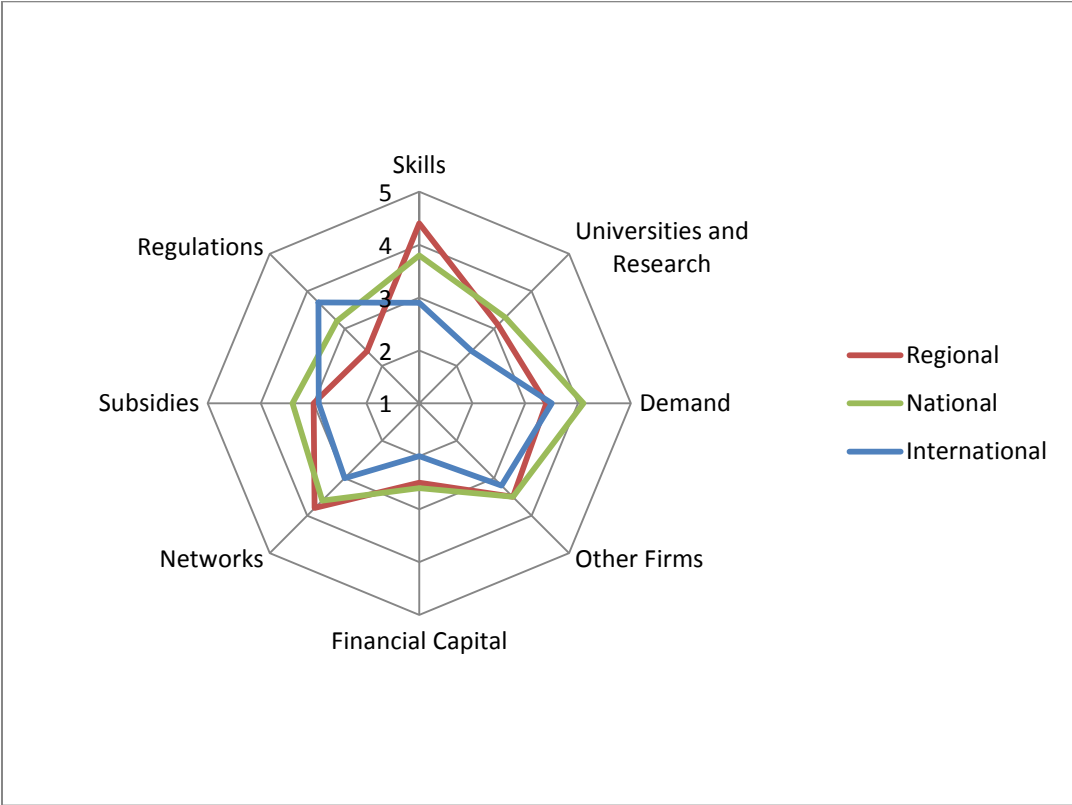 Skills
5
Universities and
Research
Regulations
4
3
2
Subsidies
1
Demand
Networks
Other Firms
Financial Capital
Regional
National
International